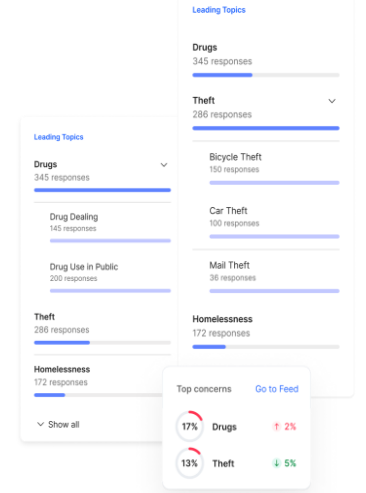 Leading Topics
Drugs
345 responses
Theft
286 responses
Bicycle Theft
150 responses
Car Theft
100 responses
Mail Theft
36 responses
Homelessness
172 responses
Leading Topics
Drugs
345 responses
Drug Dealing
145 responses
Drug Use in Public
200 responses
Theft
286 responses
Homelessness
172 responses
Show all
Top concerns Go to Feed
17% Drugs ↑ 2%
13% Theft ↓ 5%